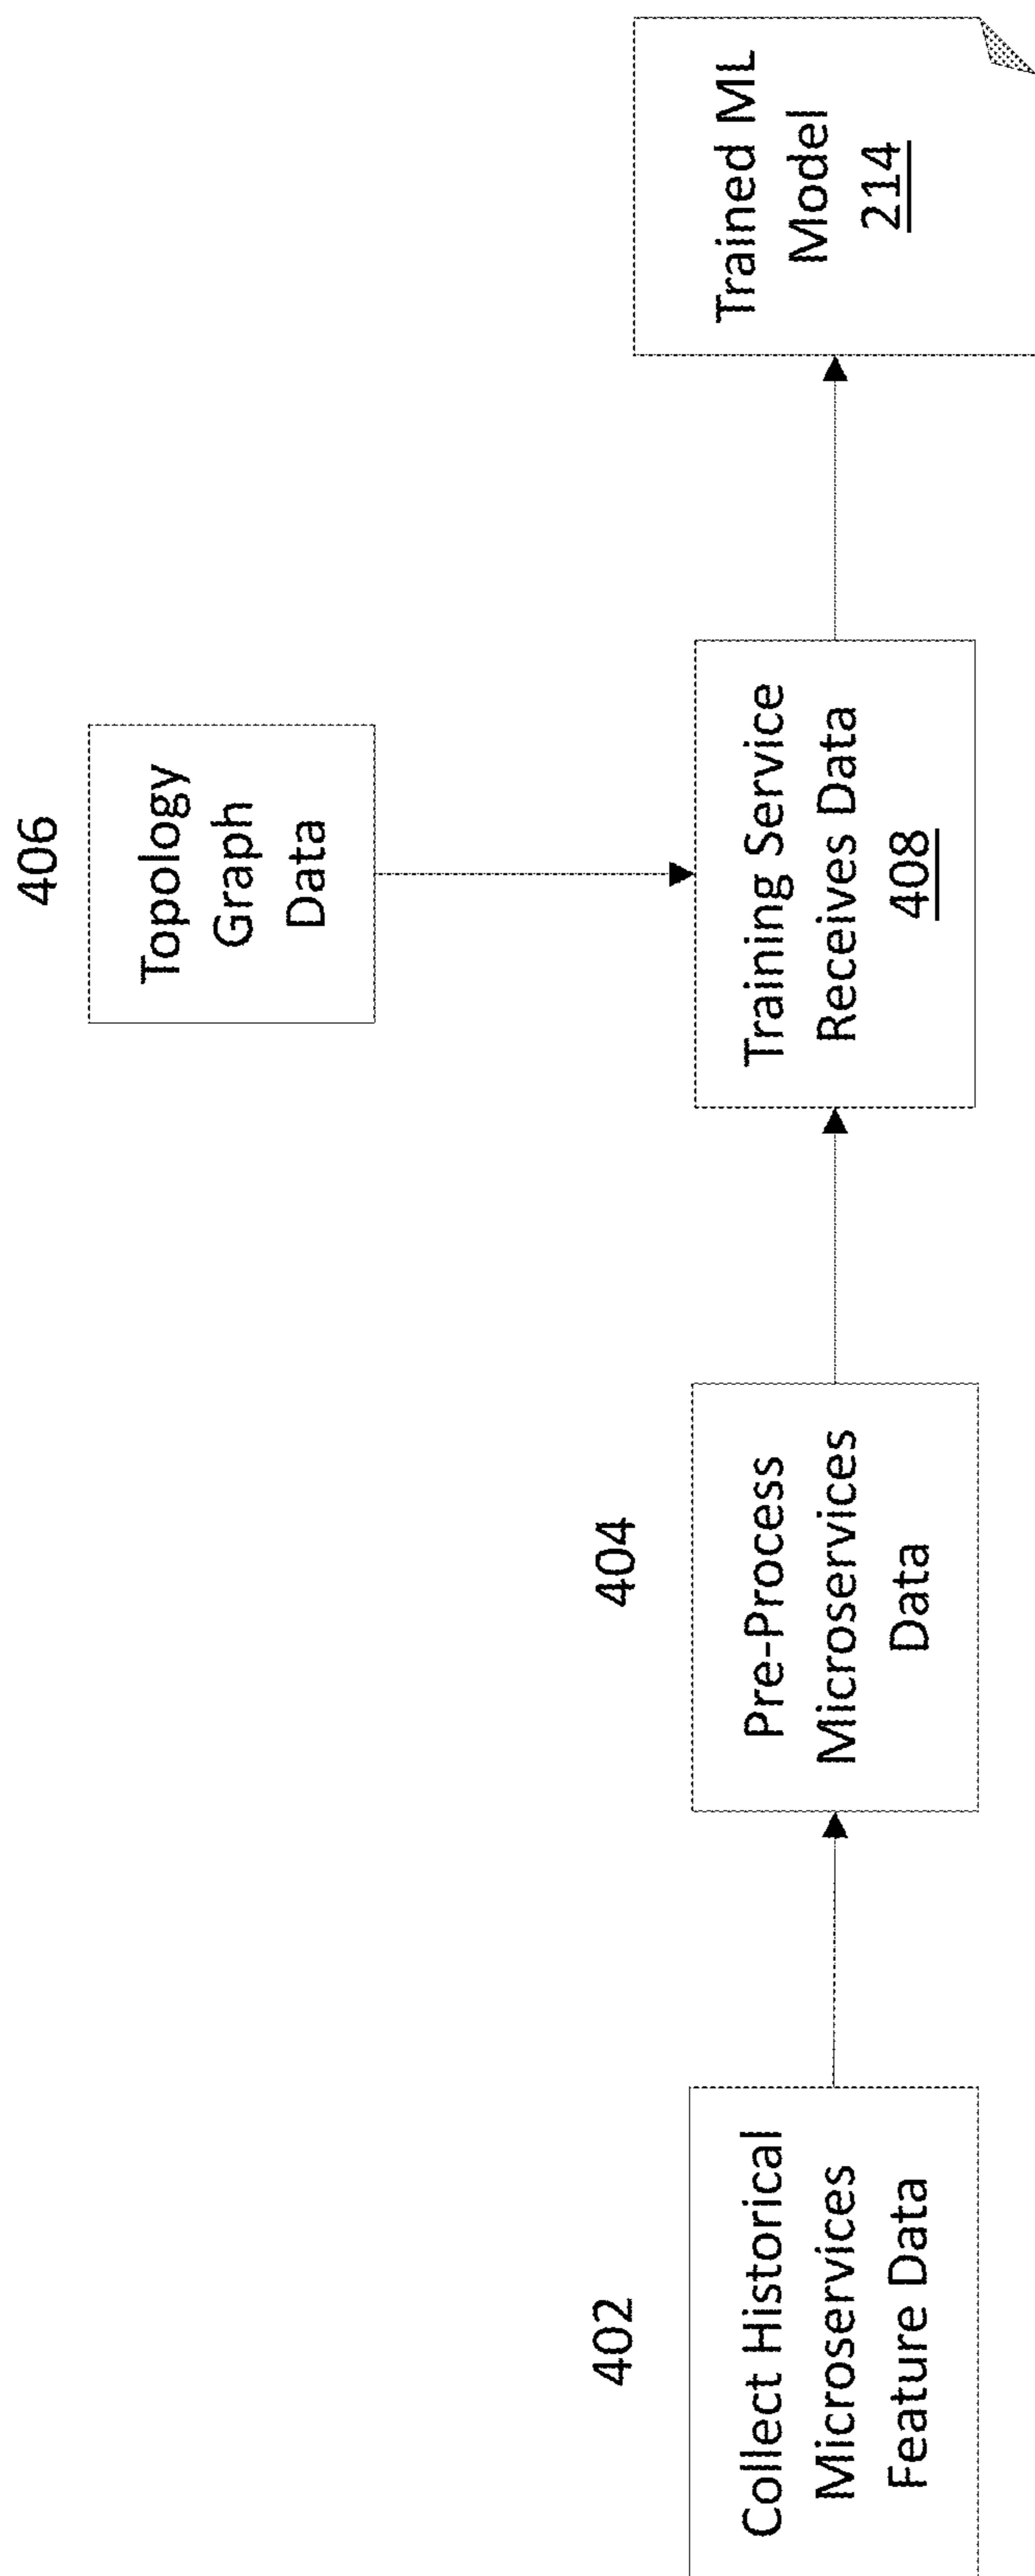 402
Collect Historical
Microservices
Feature Data
404
Pre-Process
Microservices
Data
406
Topology
Graph
Data
Training Service
Receives Data
408
Trained ML
Model
214